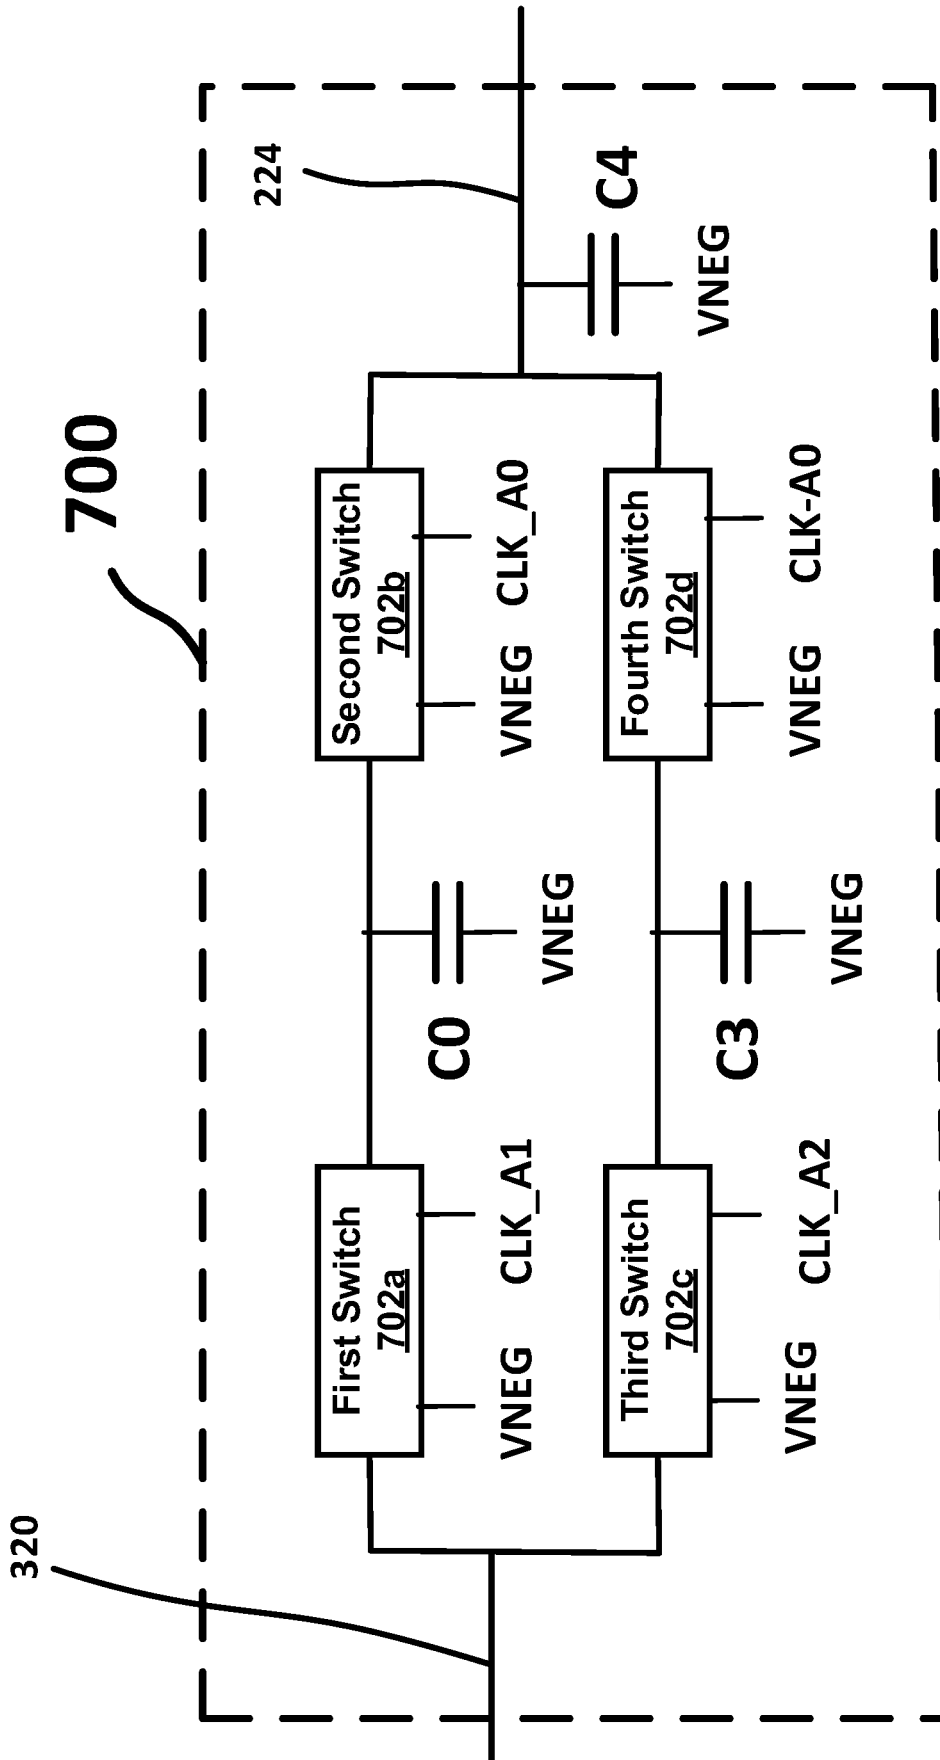 700
320
224
First Switch
702a
Second Switch
702b
VNEG
CLK_A1
VNEG
CLK_A0
C0
VNEG
C4
VNEG
Third Switch
702c
Fourth Switch
702d
VNEG
CLK_A2
VNEG
CLK-A0
C3
VNEG